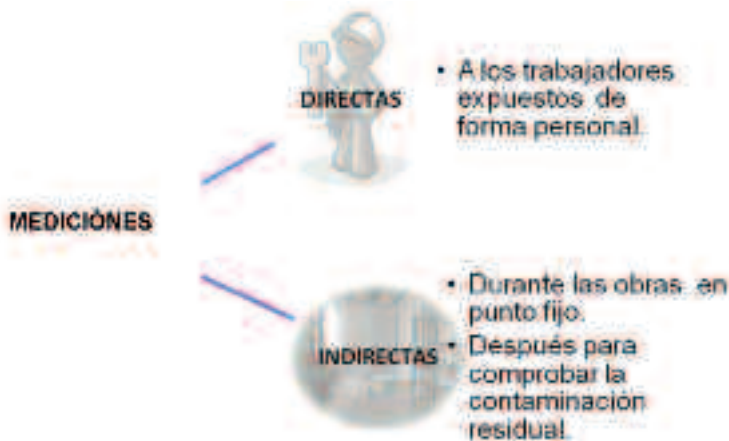 DIRECTAS
• A los trabajadores
expuestos de
forma personal.
MEDICIÓNES
INDIRECTAS
• Durante las obras en
punto fijo.
• Después para
comprobar la
contaminación
residual.